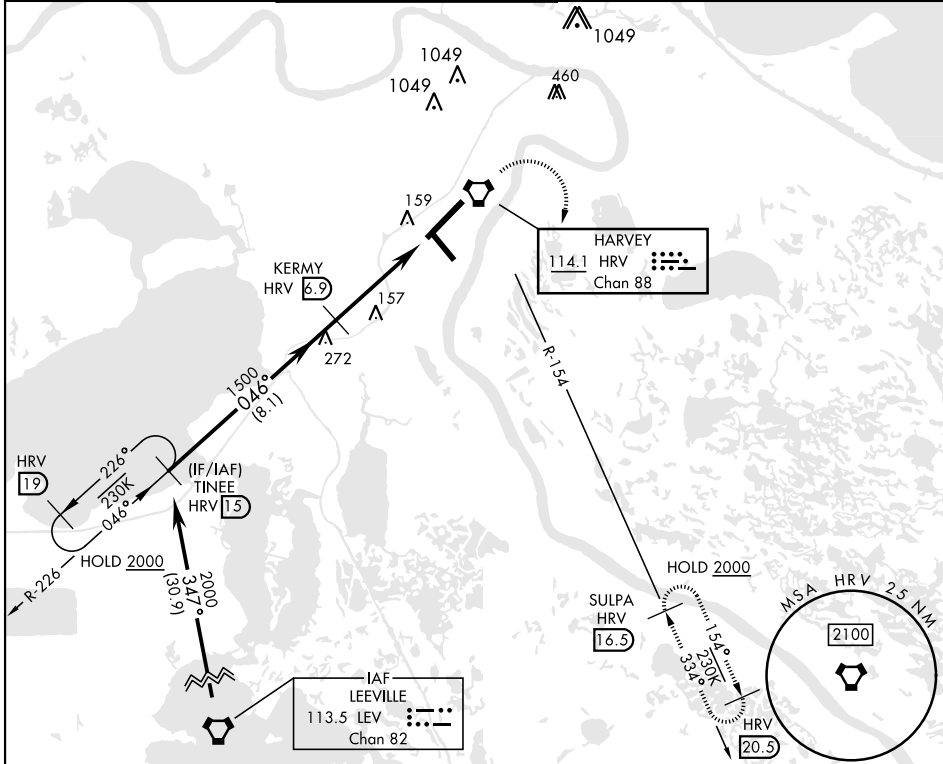 1049
1049
460
1049
159
HARVEY
114.1 HRV
Chan 88
KERMY
HRV 6.9
157
272
R-154
1500
046°
(8.1)
HRV
19
226°
230K
046°
(IF/IAF)
TINEE
HRV 15
HOLD 2000
R-226
2000
347°
(30.9)
HOLD 2000
SULPA
HRV
16.5
154°
230K
334°
HRV
20.5
MSA HRV 25 NM
2100
IAF
LEEVILLE
113.5 LEV
Chan 82